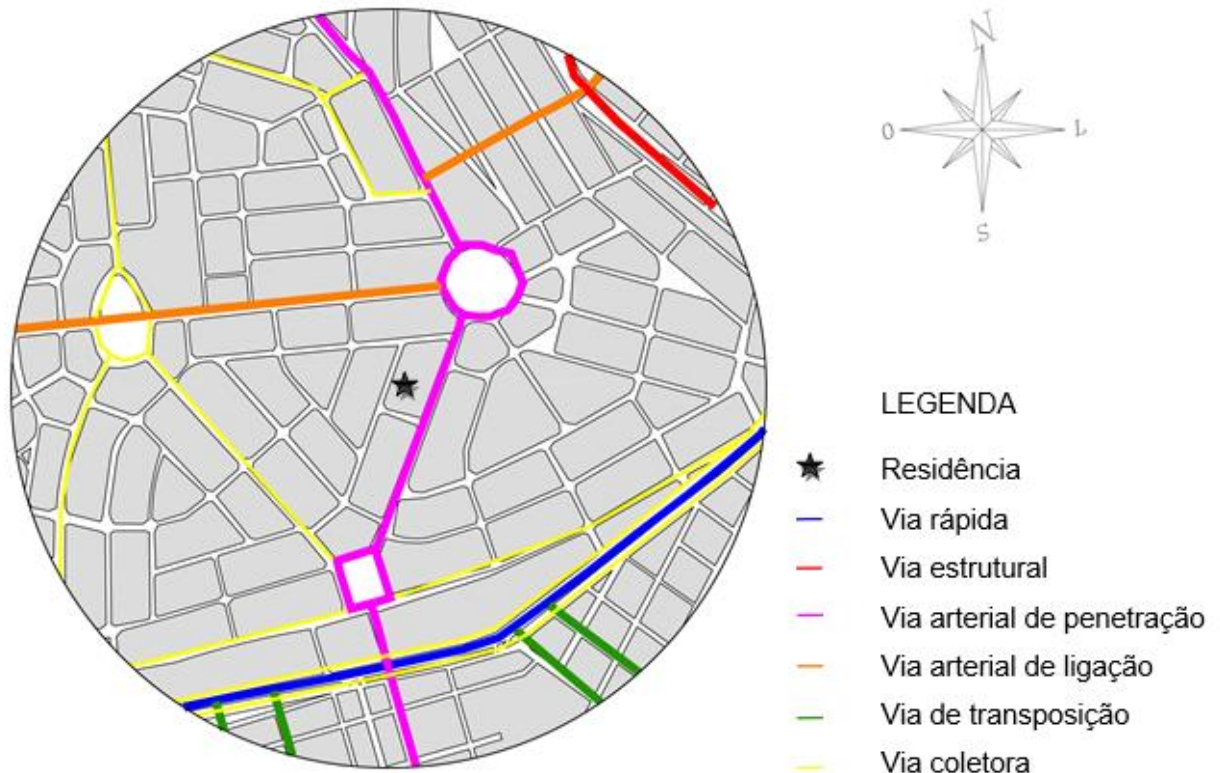 N
O
L
S
LEGENDA
Residência
Via rápida
Via estrutural
Via arterial de penetração
Via arterial de ligação
Via de transposição
Via coletora